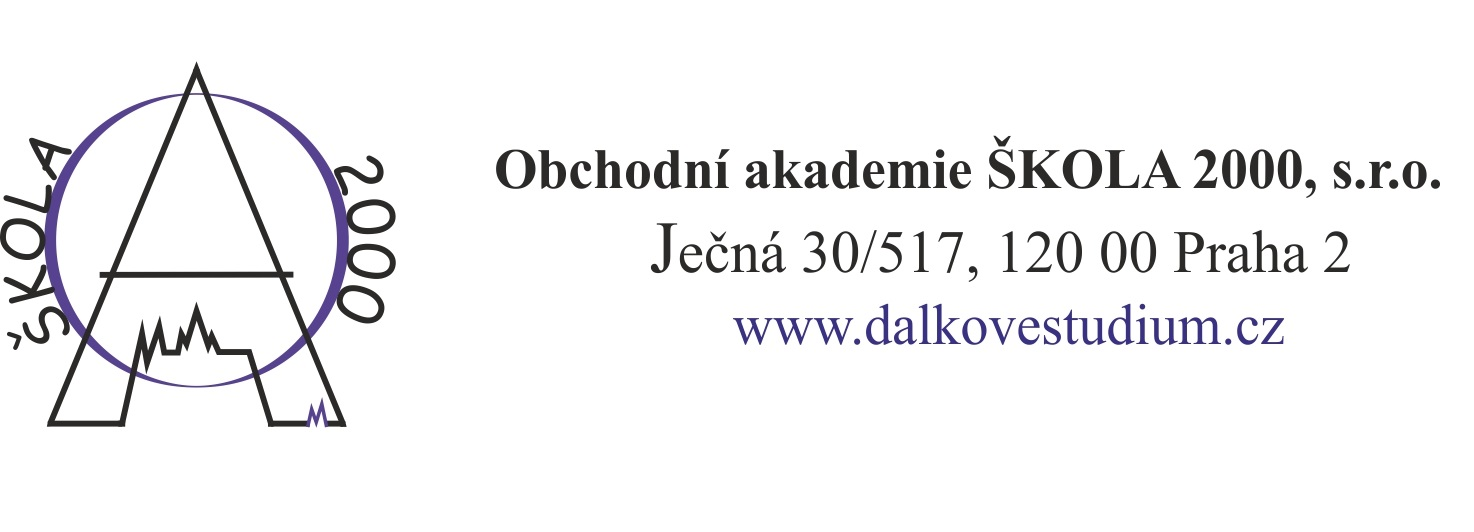 ŠKOLA 2000
Obchodní akademie ŠKOLA 2000, s.r.o.
Ječná 30/517, 120 00 Praha 2
www.dalkovestudium.cz